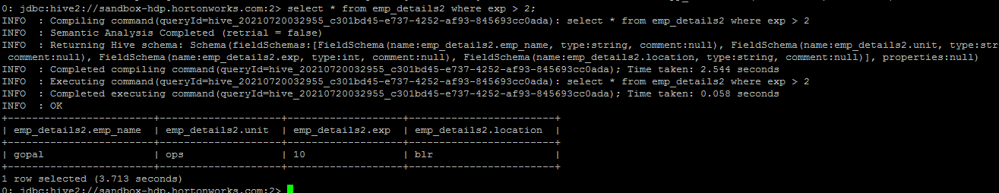 0: jdbc:hive2://sandbox-hdp.hortonworks.com:2> select * from emp_details2 where exp > 2;
INFO  : Compiling command(queryId=hive_20210720032955_c301bd45-e737-4252-af93-845693cc0ada): select * from emp_details2 where exp > 2
INFO  : Semantic Analysis Completed (retrial = false)
INFO  : Returning Hive schema: Schema(fieldSchemas:[FieldSchema(name:emp_details2.emp_name, type:string, comment:null), FieldSchema(name:emp_details2.unit, type:str
 comment:null), FieldSchema(name:emp_details2.exp, type:int, comment:null), FieldSchema(name:emp_details2.location, type:string, comment:null)], properties:null)
INFO  : Completed compiling command(queryId=hive_20210720032955_c301bd45-e737-4252-af93-845693cc0ada); Time taken: 2.544 seconds
INFO  : Executing command(queryId=hive_20210720032955_c301bd45-e737-4252-af93-845693cc0ada): select * from emp_details2 where exp > 2
INFO  : Completed executing command(queryId=hive_20210720032955_c301bd45-e737-4252-af93-845693cc0ada); Time taken: 0.058 seconds
INFO  : OK
+------------------------+--------------------+-------------------+------------------------+
| emp_details2.emp_name  | emp_details2.unit  | emp_details2.exp  | emp_details2.location  |
+------------------------+--------------------+-------------------+------------------------+
| gopal                  | ops                | 10                | blr                    |
+------------------------+--------------------+-------------------+------------------------+
1 row selected (3.713 seconds)
0: jdbc:hive2://sandbox-hdp.hortonworks.com:2>